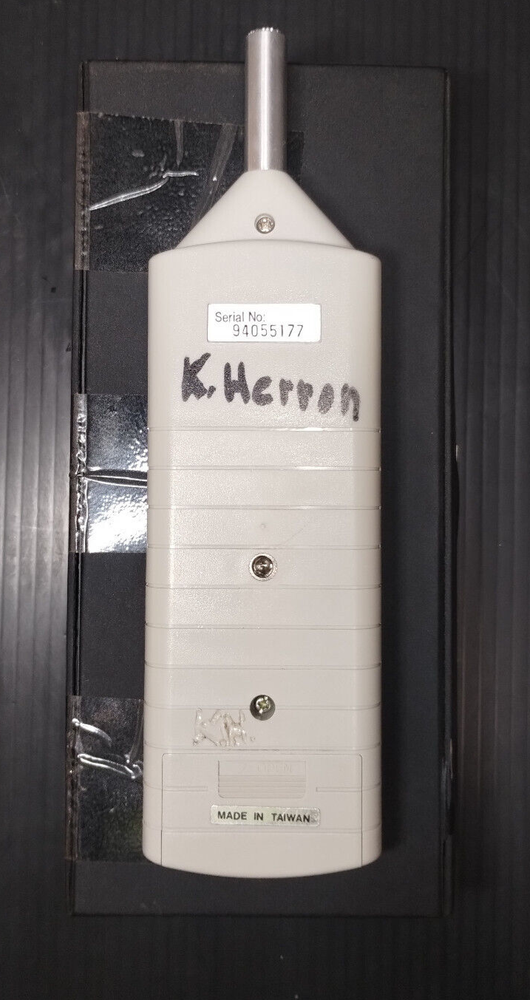 Serial No:
94055177
K. Herron
K.H.
MADE IN TAIWAN